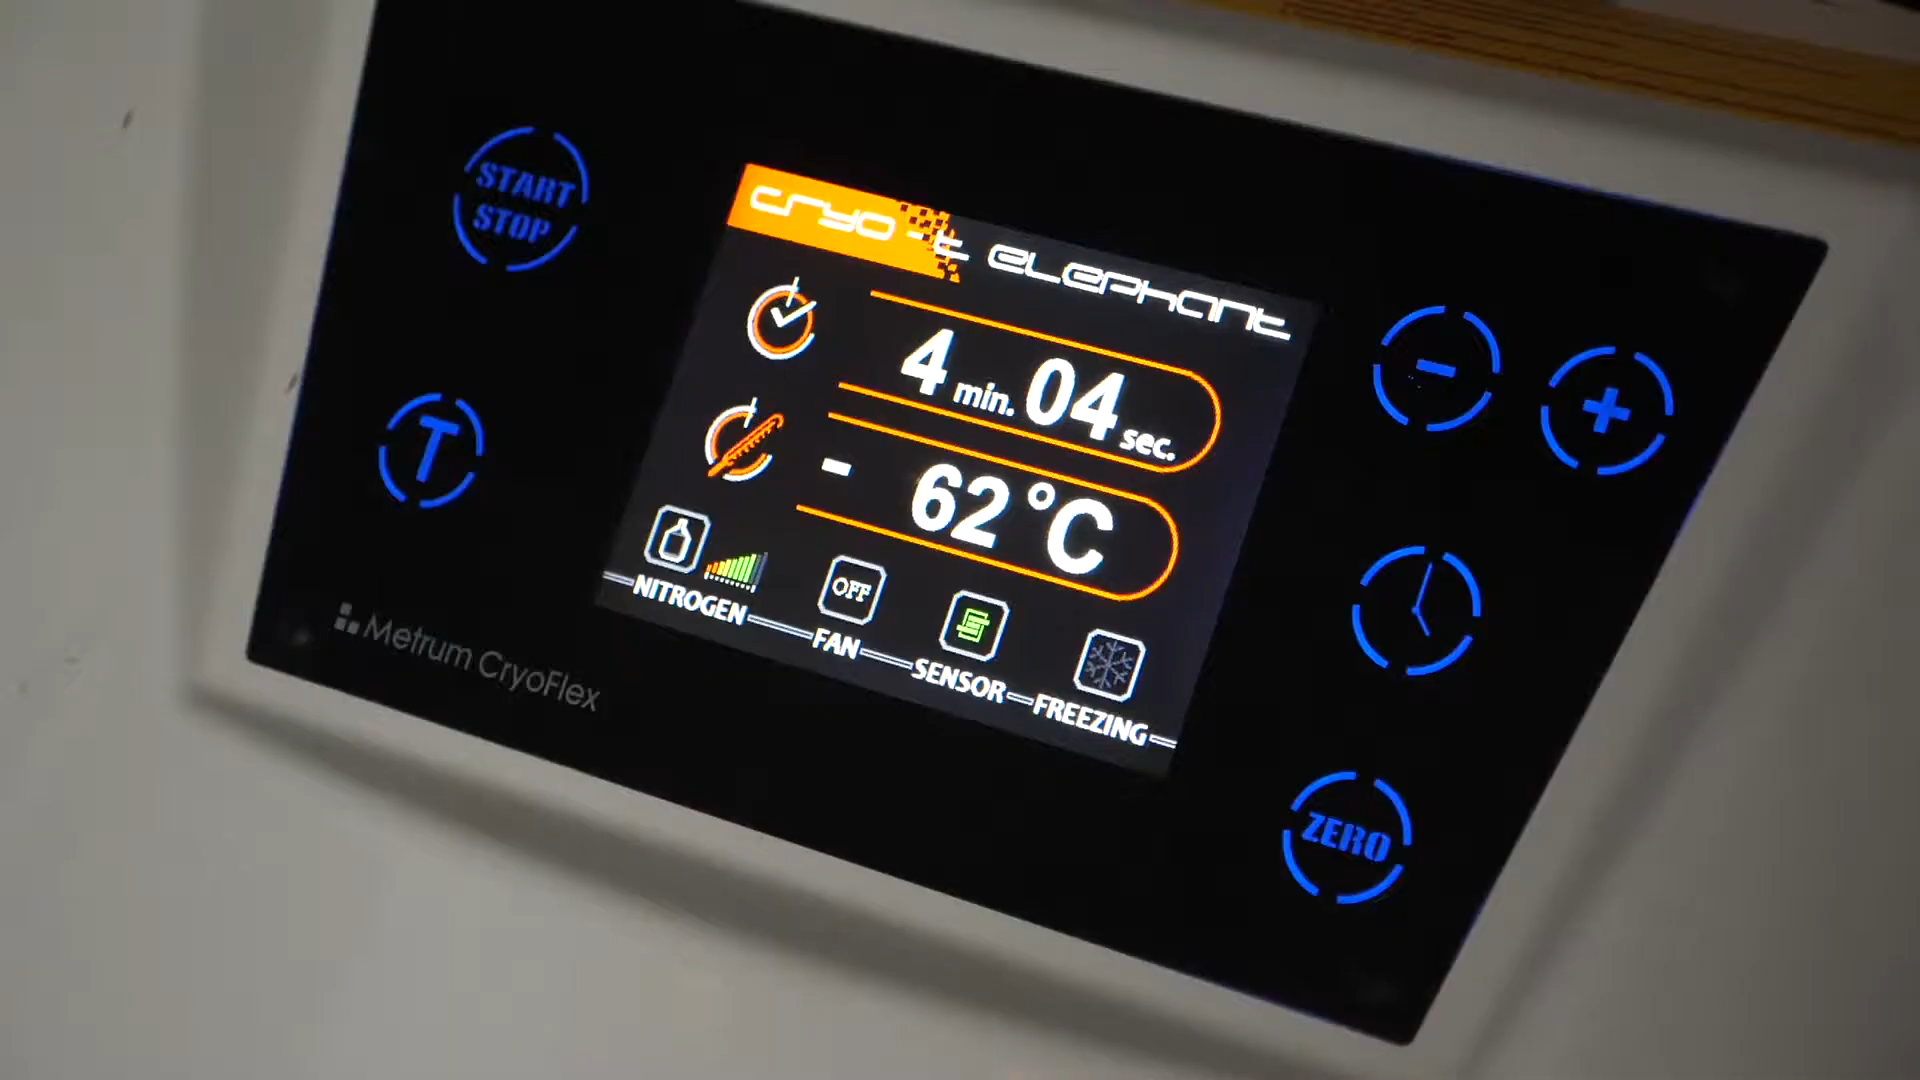 START
STOP
cryo-t elephant
4 min. 04 sec.
- 62 °C
- +
T
OFF
NITROGEN
FAN
SENSOR
FREEZING
Metrum CryoFlex
ZERO